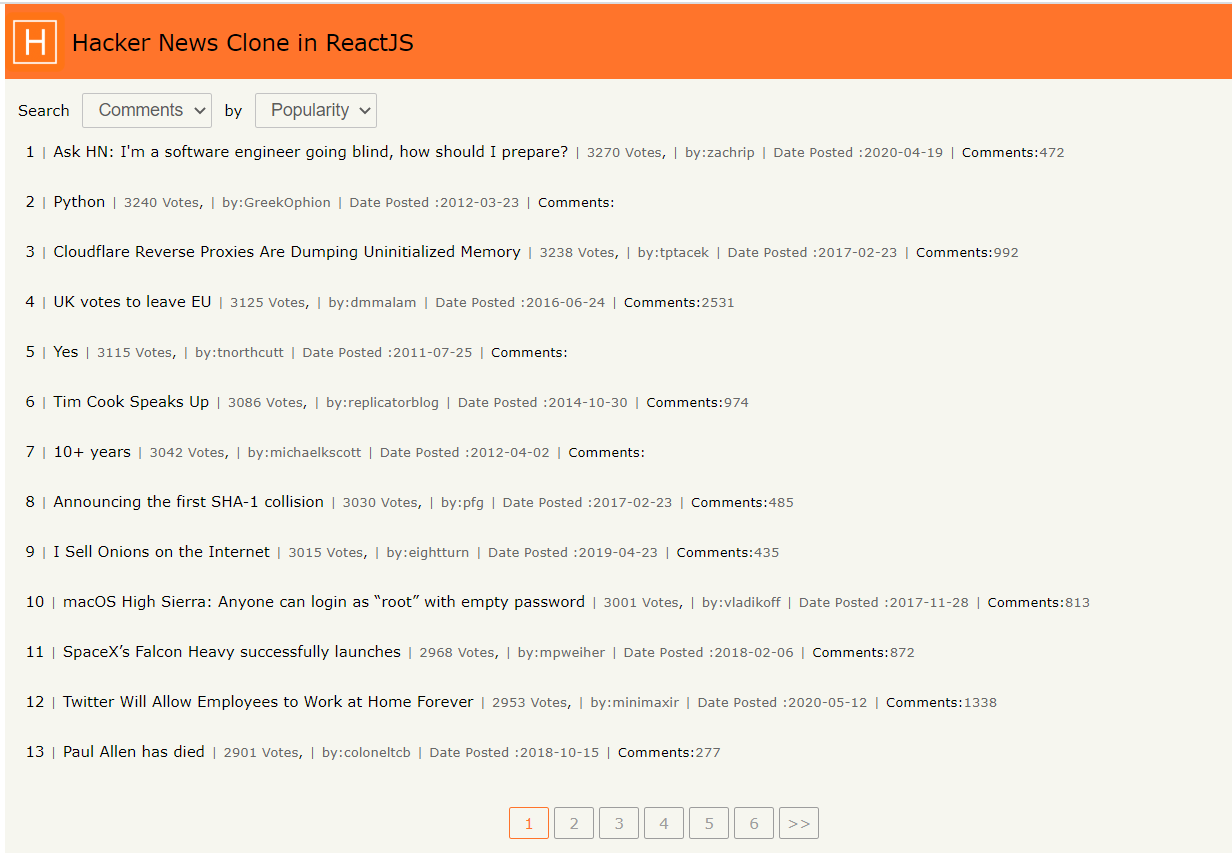 H Hacker News Clone in ReactJS
Search Comments by Popularity
1 | Ask HN: I'm a software engineer going blind, how should I prepare? | 3270 Votes, | by:zachrip | Date Posted :2020-04-19 | Comments:472
2 | Python | 3240 Votes, | by:GreekOphion | Date Posted :2012-03-23 | Comments:
3 | Cloudflare Reverse Proxies Are Dumping Uninitialized Memory | 3238 Votes, | by:tptacek | Date Posted :2017-02-23 | Comments:992
4 | UK votes to leave EU | 3125 Votes, | by:dmmalam | Date Posted :2016-06-24 | Comments:2531
5 | Yes | 3115 Votes, | by:tnorthcutt | Date Posted :2011-07-25 | Comments:
6 | Tim Cook Speaks Up | 3086 Votes, | by:replicatorblog | Date Posted :2014-10-30 | Comments:974
7 | 10+ years | 3042 Votes, | by:michaelkscott | Date Posted :2012-04-02 | Comments:
8 | Announcing the first SHA-1 collision | 3030 Votes, | by:pfg | Date Posted :2017-02-23 | Comments:485
9 | I Sell Onions on the Internet | 3015 Votes, | by:eightturn | Date Posted :2019-04-23 | Comments:435
10 | macOS High Sierra: Anyone can login as “root” with empty password | 3001 Votes, | by:vladikoff | Date Posted :2017-11-28 | Comments:813
11 | SpaceX’s Falcon Heavy successfully launches | 2968 Votes, | by:mpweiher | Date Posted :2018-02-06 | Comments:872
12 | Twitter Will Allow Employees to Work at Home Forever | 2953 Votes, | by:minimaxir | Date Posted :2020-05-12 | Comments:1338
13 | Paul Allen has died | 2901 Votes, | by:coloneltcb | Date Posted :2018-10-15 | Comments:277
1 2 3 4 5 6 >>